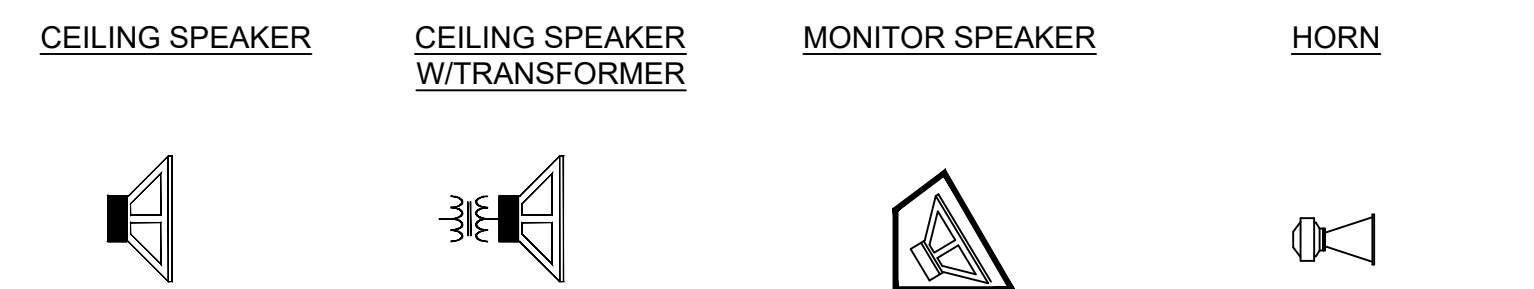 CEILING SPEAKER
CEILING SPEAKER
W/TRANSFORMER
MONITOR SPEAKER
HORN